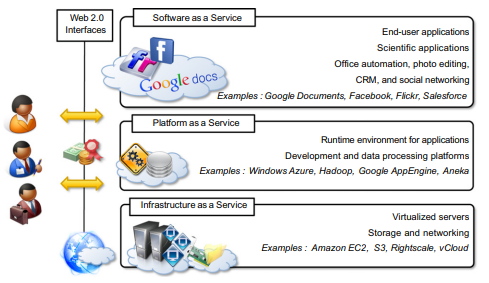 Web 2.0
Interfaces
Software as a Service
End-user applications
Scientific applications
Office automation, photo editing,
CRM, and social networking
Examples : Google Documents, Facebook, Flickr, Salesforce
fr
f
Google docs
Platform as a Service
Runtime environment for applications
Development and data processing platforms
Examples : Windows Azure, Hadoop, Google AppEngine, Aneka
Infrastructure as a Service
Virtualized servers
Storage and networking
Examples : Amazon EC2, S3, Rightscale, vCloud